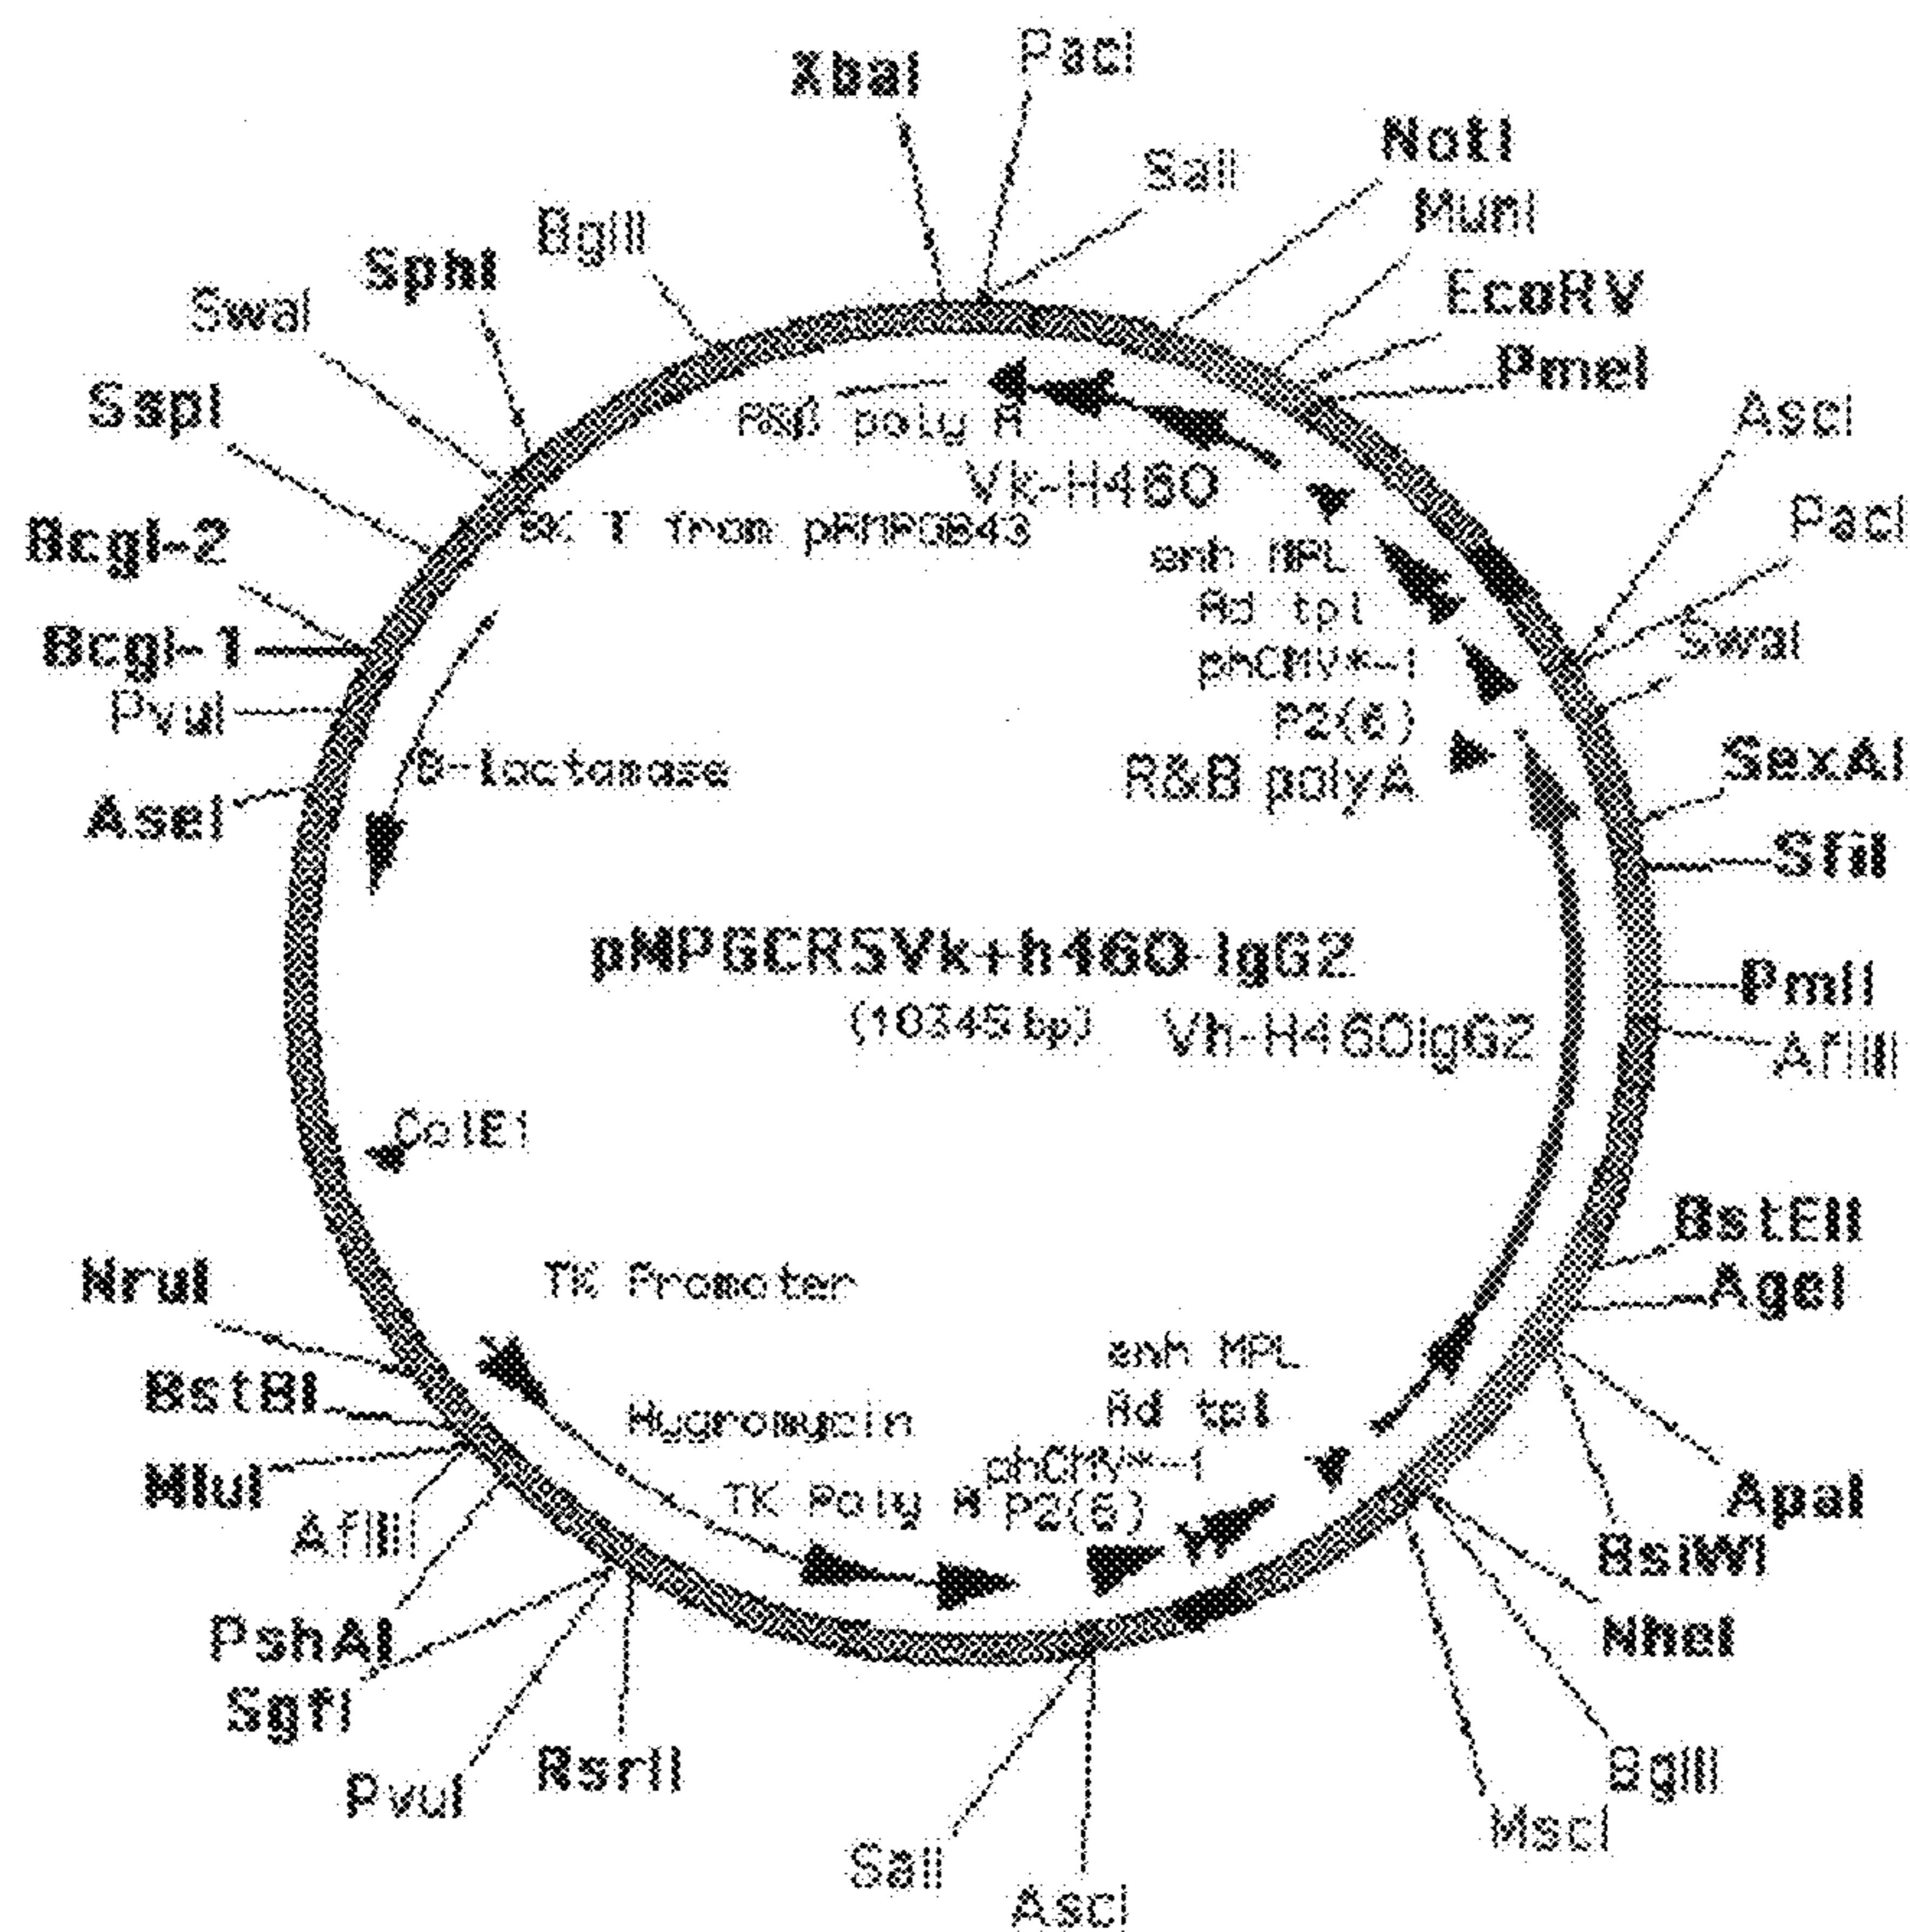 XbaI
PacI
SalI
NotI
MunI
EcoRV
PmeI
AscI
PacI
SwaI
SexAI
SfiI
PmlI
AflIII
BstEII
AgeI
ApaI
BsiWI
NheI
BglII
MscI
AscI
SalI
RsrII
PvuI
SgfI
PshAI
AflIII
MluI
BstBI
NruI
AseI
PvuI
BcgI-1
BcgI-2
SspI
SwaI
SphI
BglII
poly A
Vk-H460
enh MPL
Ad tpl
phCMV*-1
P2(6)
R&B polyA
B-lactamase
pMPGCRSVk+h460-IgG2
(10345 bp)
Vh-H460IgG2
ColE1
TK Promoter
Hygromycin
TK Poly A
enh MPL
Ad tpl
phCMV*-1
P2(6)